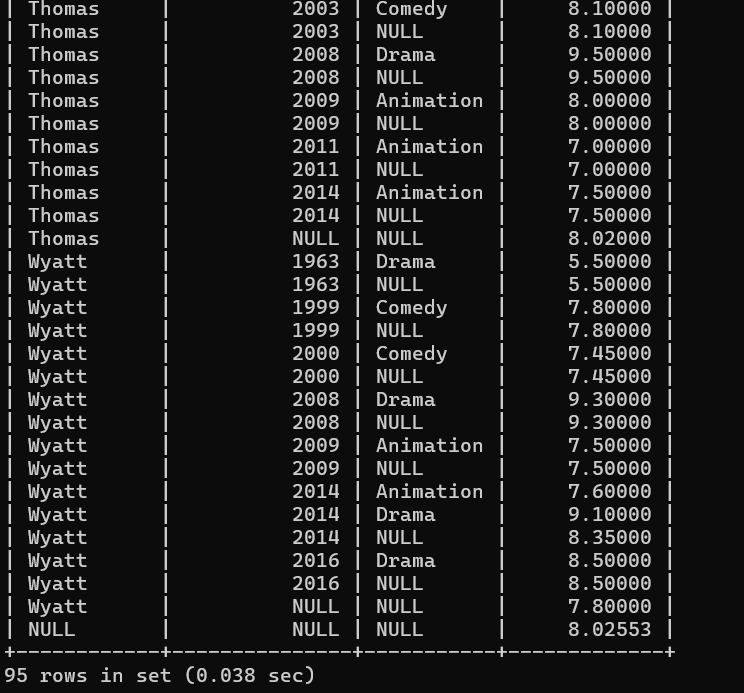 | Thomas     |          2003 | Comedy    |     8.10000 |
| Thomas     |          2003 | NULL      |     8.10000 |
| Thomas     |          2008 | Drama     |     9.50000 |
| Thomas     |          2008 | NULL      |     9.50000 |
| Thomas     |          2009 | Animation |     8.00000 |
| Thomas     |          2009 | NULL      |     8.00000 |
| Thomas     |          2011 | Animation |     7.00000 |
| Thomas     |          2011 | NULL      |     7.00000 |
| Thomas     |          2014 | Animation |     7.50000 |
| Thomas     |          2014 | NULL      |     7.50000 |
| Thomas     |          NULL | NULL      |     8.02000 |
| Wyatt      |          1963 | Drama     |     5.50000 |
| Wyatt      |          1963 | NULL      |     5.50000 |
| Wyatt      |          1999 | Comedy    |     7.80000 |
| Wyatt      |          1999 | NULL      |     7.80000 |
| Wyatt      |          2000 | Comedy    |     7.45000 |
| Wyatt      |          2000 | NULL      |     7.45000 |
| Wyatt      |          2008 | Drama     |     9.30000 |
| Wyatt      |          2008 | NULL      |     9.30000 |
| Wyatt      |          2009 | Animation |     7.50000 |
| Wyatt      |          2009 | NULL      |     7.50000 |
| Wyatt      |          2014 | Animation |     7.60000 |
| Wyatt      |          2014 | Drama     |     9.10000 |
| Wyatt      |          2014 | NULL      |     8.35000 |
| Wyatt      |          2016 | Drama     |     8.50000 |
| Wyatt      |          2016 | NULL      |     8.50000 |
| Wyatt      |          NULL | NULL      |     7.80000 |
| NULL       |          NULL | NULL      |     8.02553 |
+------------+---------------+-----------+-------------+
95 rows in set (0.038 sec)